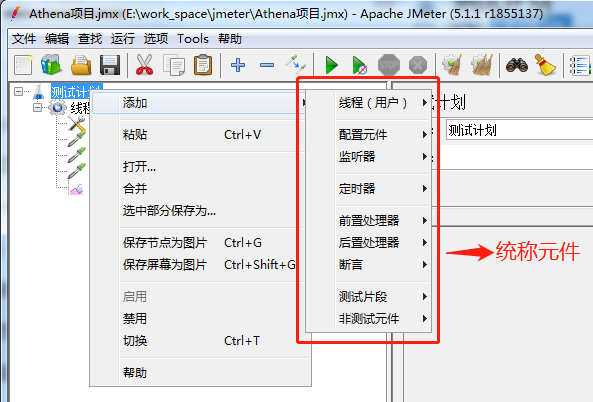 Athena项目.jmx (E:\work_space\jmeter\Athena项目.jmx) - Apache JMeter (5.1.1 r1855137)
文件 编辑 查找 运行 选项 Tools 帮助
STOP
测试计划
线程
添加
粘贴 Ctrl+V
打开...
合并
选中部分保存为...
保存节点为图片 Ctrl+G
保存屏幕为图片 Ctrl+Shift+G
启用
禁用
切换 Ctrl+T
帮助
线程（用户）
配置元件
监听器
定时器
前置处理器
后置处理器
断言
测试片段
非测试元件
试计划
测试计划
统称元件